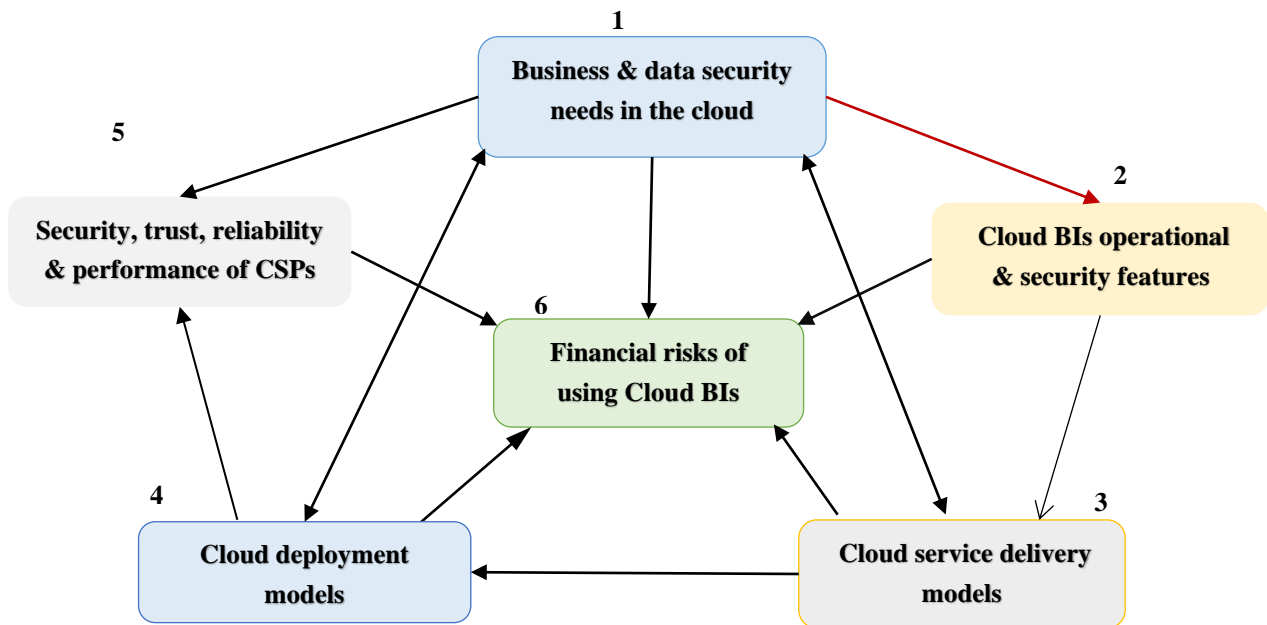 1
Business & data security
needs in the cloud
5
2
Security, trust, reliability
& performance of CSPs
Cloud BIs operational
& security features
6
Financial risks of
using Cloud BIs
4
3
Cloud deployment
models
Cloud service delivery
models